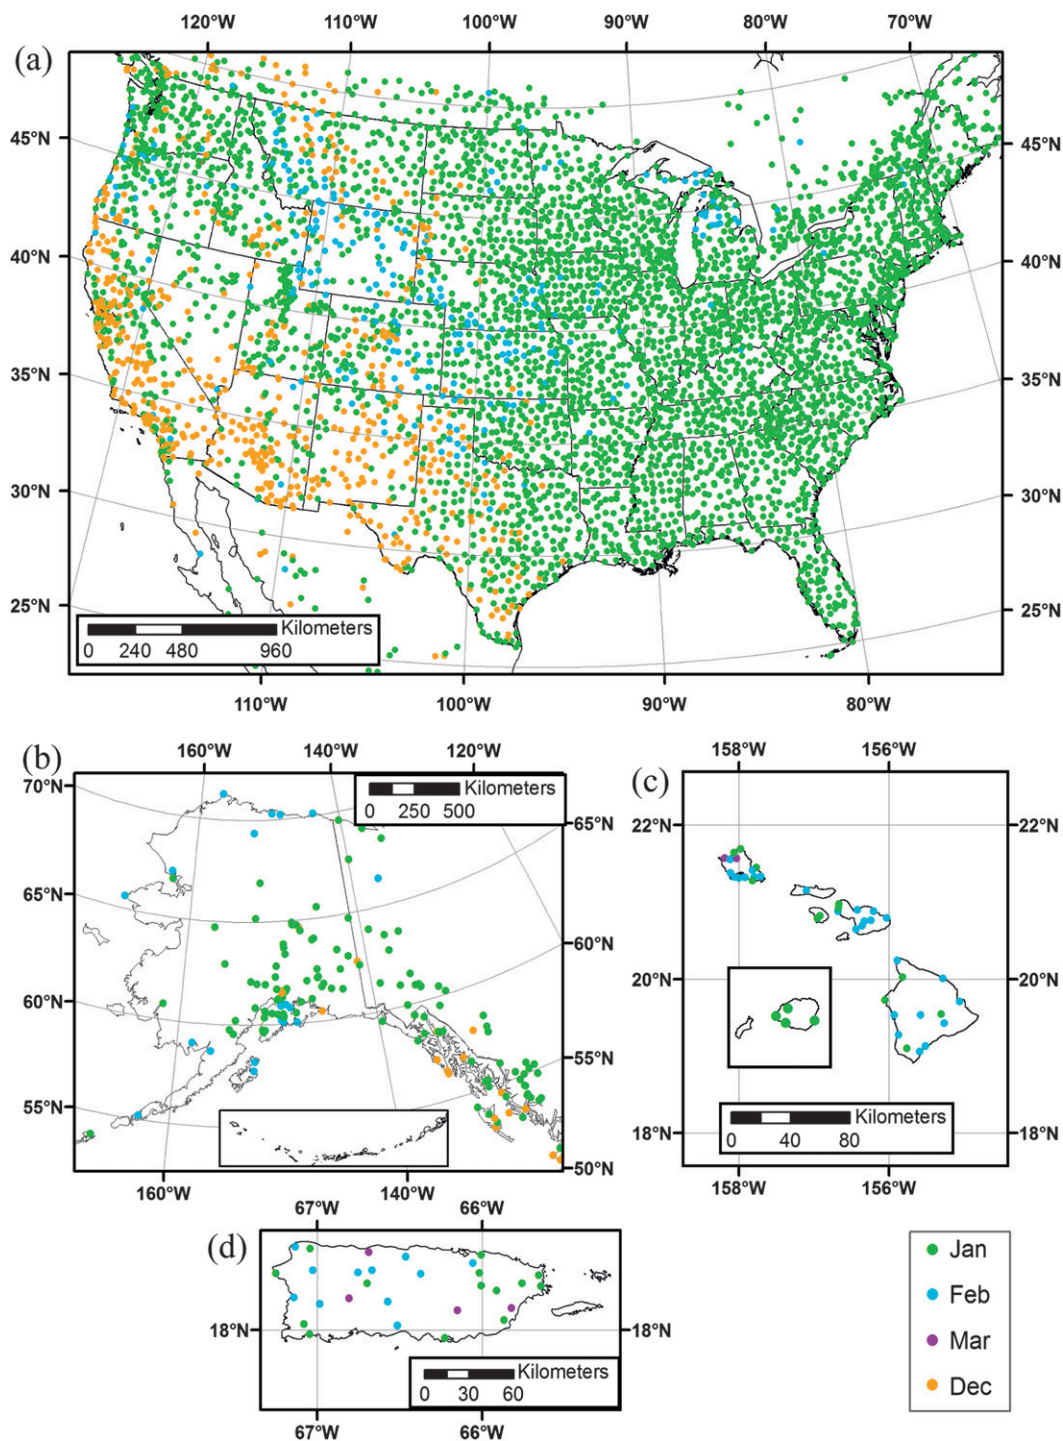 120°W 110°W 100°W 90°W 80°W 70°W
(a)
45°N 45°N
40°N 40°N
35°N 35°N
30°N 30°N
25°N 25°N
Kilometers
0 240 480 960
110°W 100°W 90°W 80°W
(b)
160°W 140°W 120°W
70°N 65°N
Kilometers
0 250 500
65°N 60°N
60°N 55°N
55°N 50°N
160°W 140°W
(c)
158°W 156°W
22°N 22°N
20°N 20°N
18°N 18°N
Kilometers
0 40 80
158°W 156°W
(d)
67°W 66°W
18°N 18°N
Kilometers
0 30 60
67°W 66°W
Jan
Feb
Mar
Dec